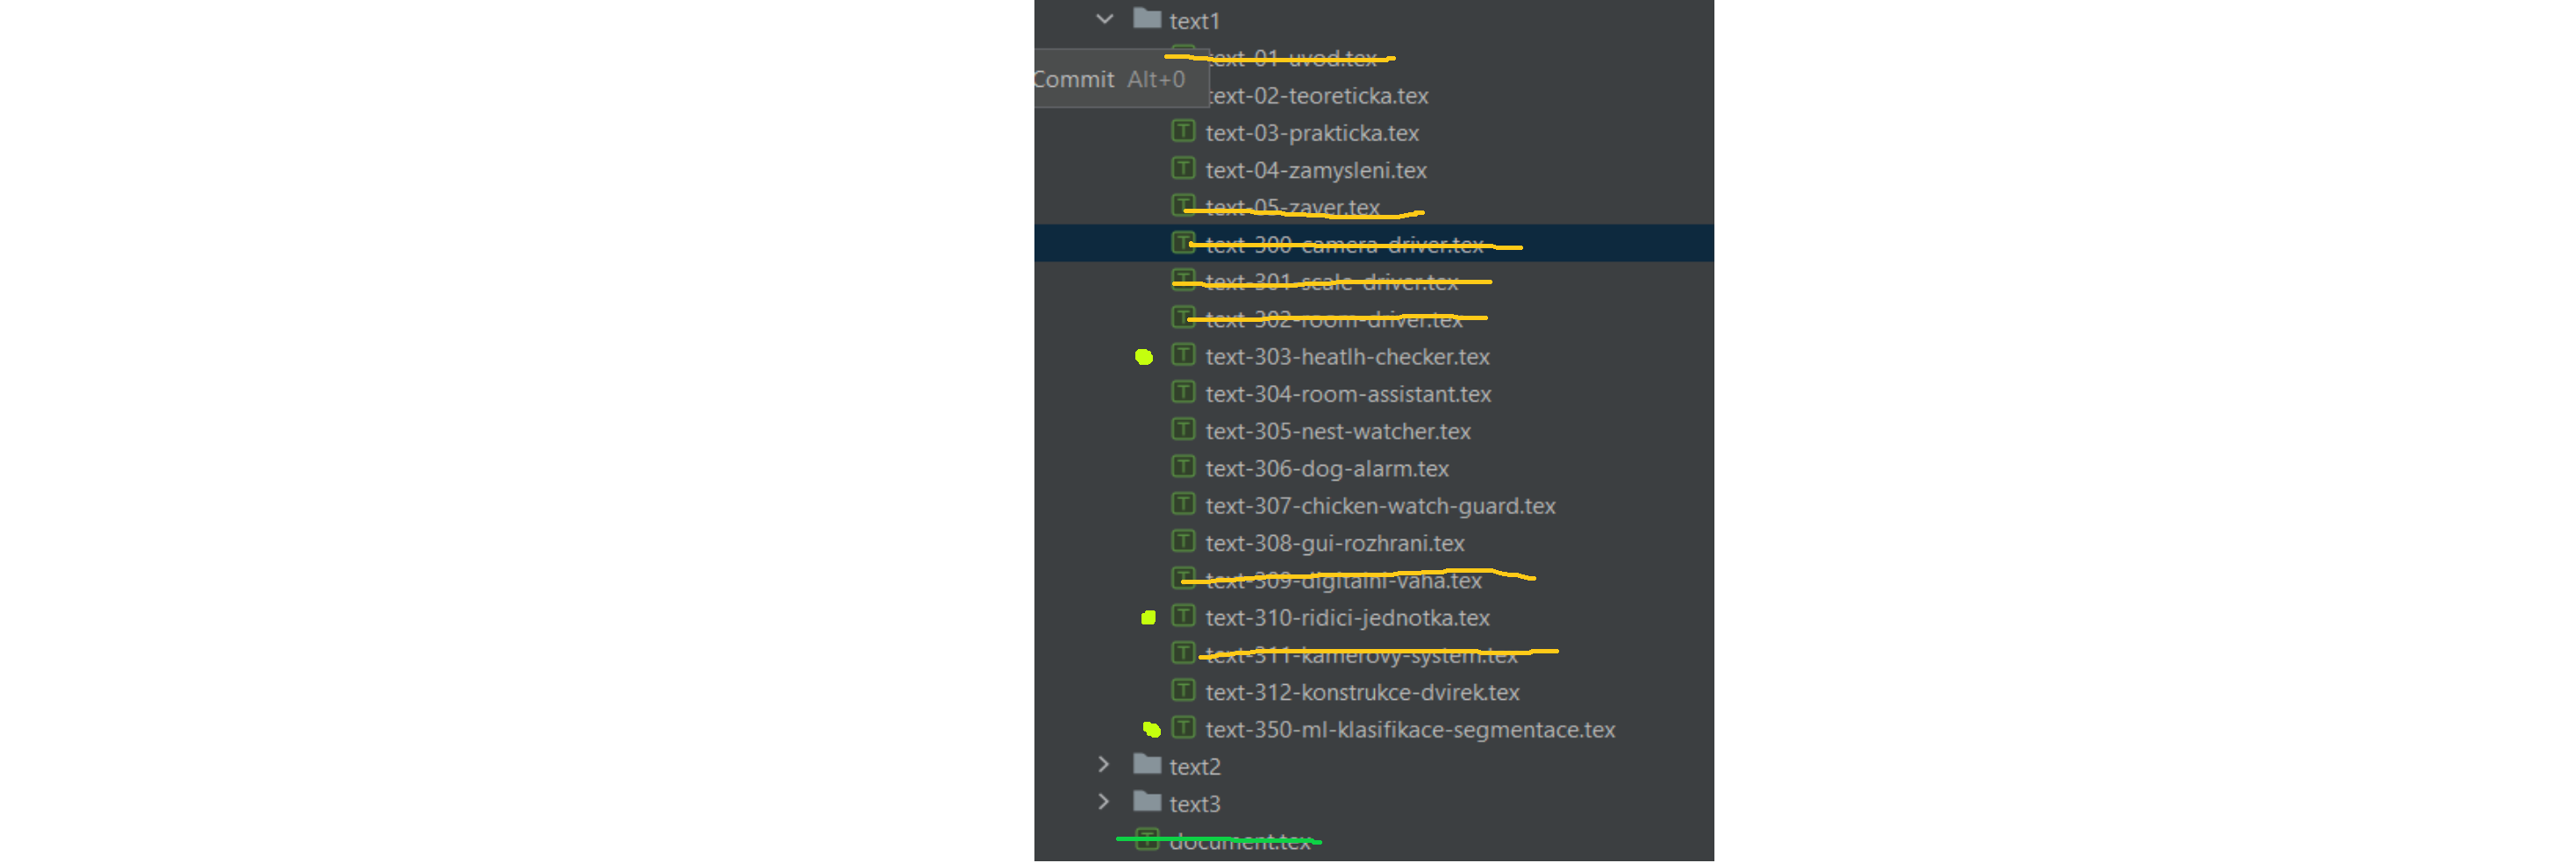 text1
text-01-uvod.tex
Commit Alt+0
text-02-teoreticka.tex
text-03-prakticka.tex
text-04-zamysleni.tex
text-05-zaver.tex
text-300-camera-driver.tex
text-301-scale-driver.tex
text-302-room-driver.tex
text-303-heatlh-checker.tex
text-304-room-assistant.tex
text-305-nest-watcher.tex
text-306-dog-alarm.tex
text-307-chicken-watch-guard.tex
text-308-gui-rozhrani.tex
text-309-digitalni-vaha.tex
text-310-ridici-jednotka.tex
text-311-kamerovy-system.tex
text-312-konstrukce-dvirek.tex
text-350-ml-klasifikace-segmentace.tex
text2
text3
document.tex